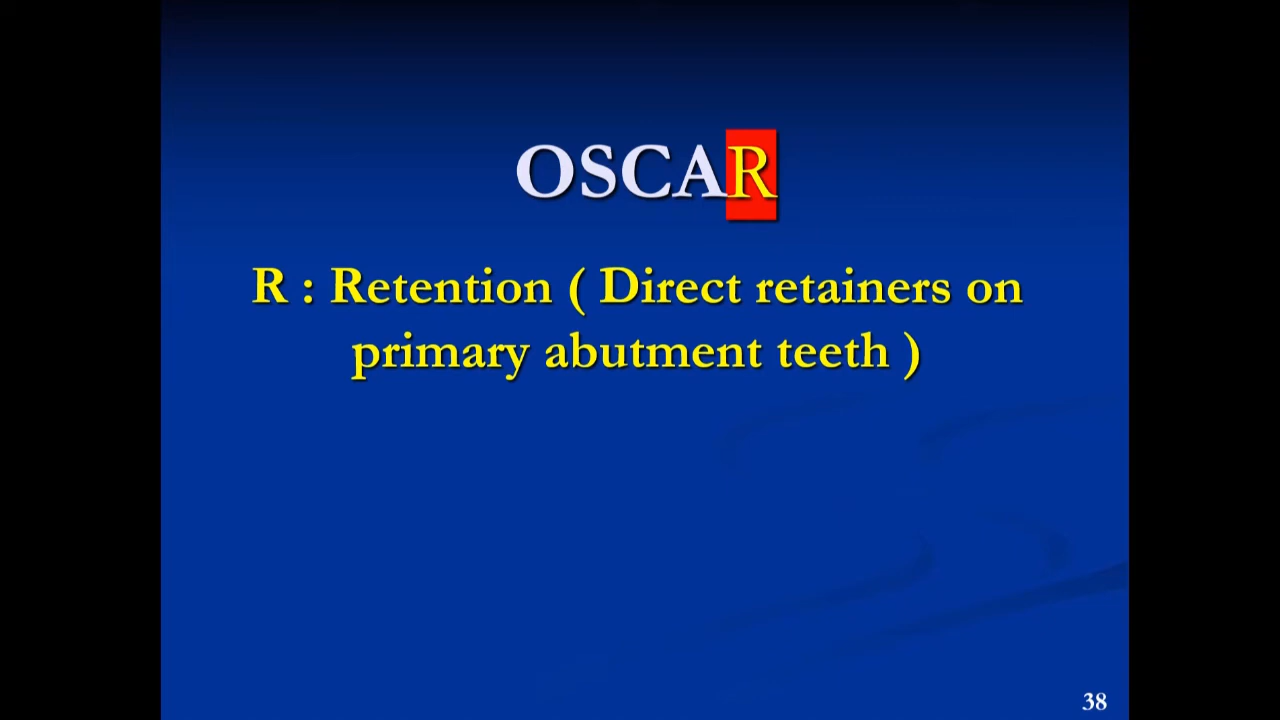 OSCAR
R : Retention ( Direct retainers on
primary abutment teeth )
38